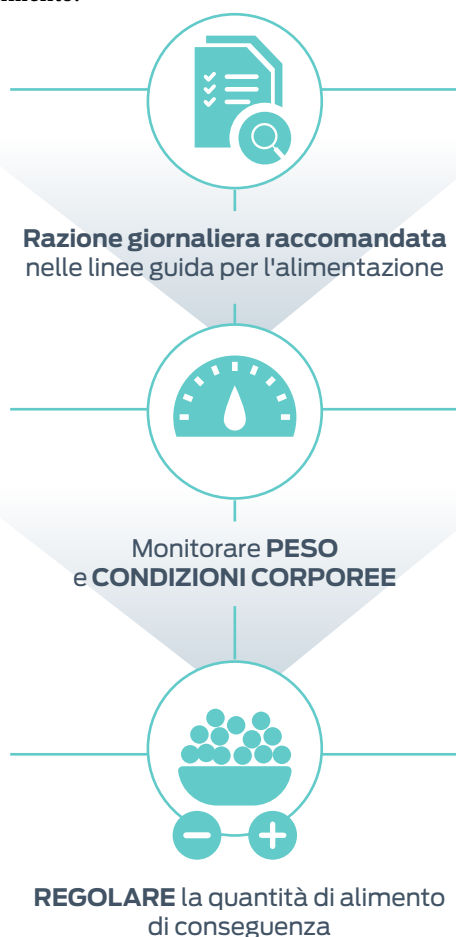 Razione giornaliera raccomandata
nelle linee guida per l'alimentazione
Monitorare PESO
e CONDIZIONI CORPOREE
REGOLARE la quantità di alimento
di conseguenza